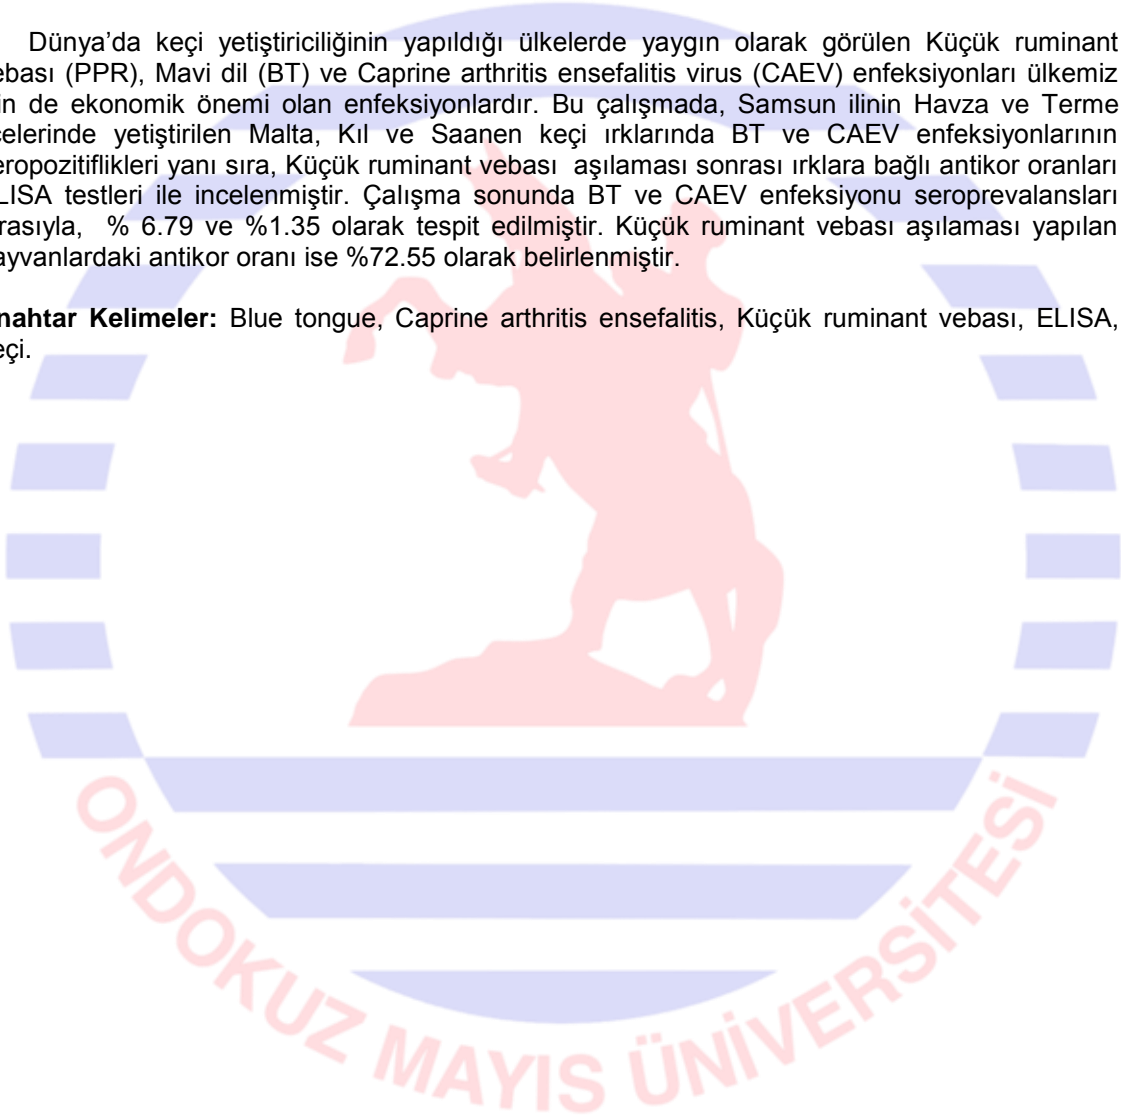 Dünya’da keçi yetiştiriciliğinin yapıldığı ülkelerde yaygın olarak görülen Küçük ruminant
ebası (PPR), Mavi dil (BT) ve Caprine arthritis ensefalitis virus (CAEV) enfeksiyonları ülkemiz
in de ekonomik önemi olan enfeksiyonlardır. Bu çalışmada, Samsun ilinin Havza ve Terme
çelerinde yetiştirilen Malta, Kıl ve Saanen keçi ırklarında BT ve CAEV enfeksiyonlarının
eropozitiflikleri yanı sıra, Küçük ruminant vebası aşılaması sonrası ırklara bağlı antikor oranları
LISA testleri ile incelenmiştir. Çalışma sonunda BT ve CAEV enfeksiyonu seroprevalansları
rasıyla, % 6.79 ve %1.35 olarak tespit edilmiştir. Küçük ruminant vebası aşılaması yapılan
ayvanlardaki antikor oranı ise %72.55 olarak belirlenmiştir.
nahtar Kelimeler: Blue tongue, Caprine arthritis ensefalitis, Küçük ruminant vebası, ELISA,
eçi.
ONDOKUZ MAYIS ÜNİVERSİTESİ